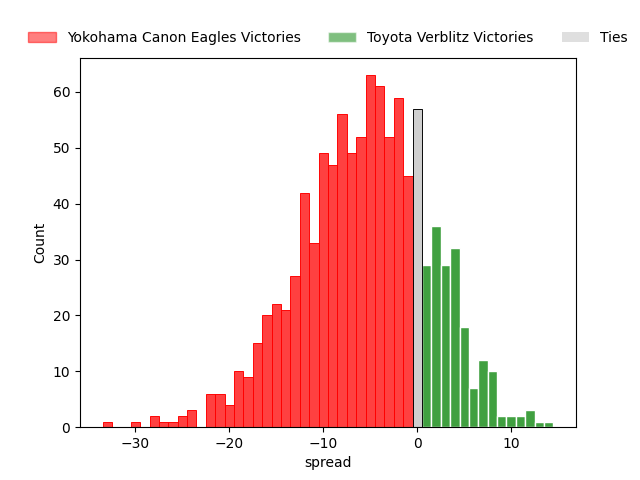 Yokohama Canon Eagles Victories Toyota Verblitz Victories Ties
60
50
40
30
20
10
0
Count
−30 −20 −10 0 10
spread